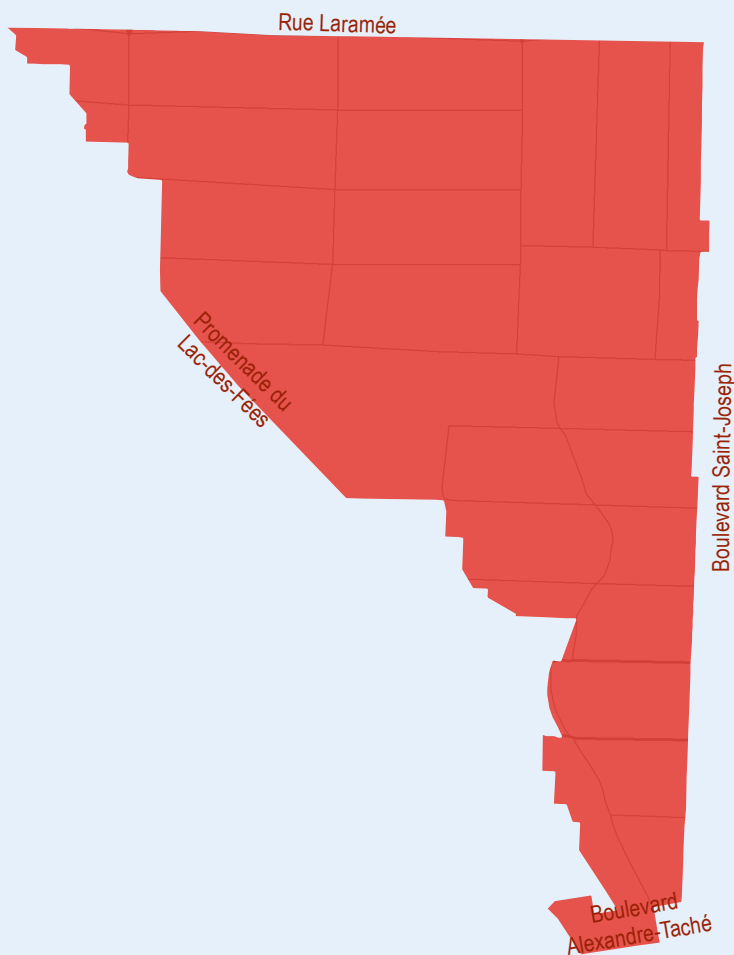 Rue Laramée
Promenade du
Lac-des-Fées
Boulevard Saint-Joseph
Boulevard
Alexandre-Taché